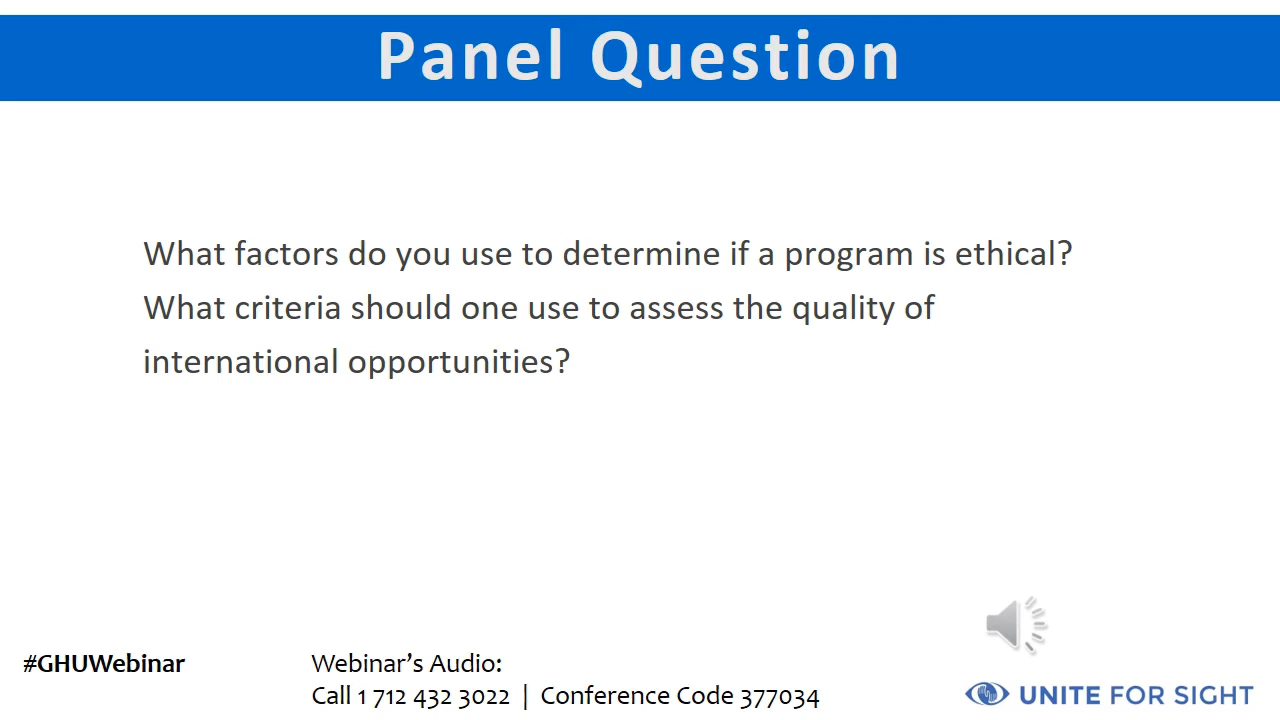 Panel Question
What factors do you use to determine if a program is ethical?
What criteria should one use to assess the quality of
international opportunities?
#GHUWebinar
Webinar’s Audio:
Call 1 712 432 3022 | Conference Code 377034
UNITE FOR SIGHT